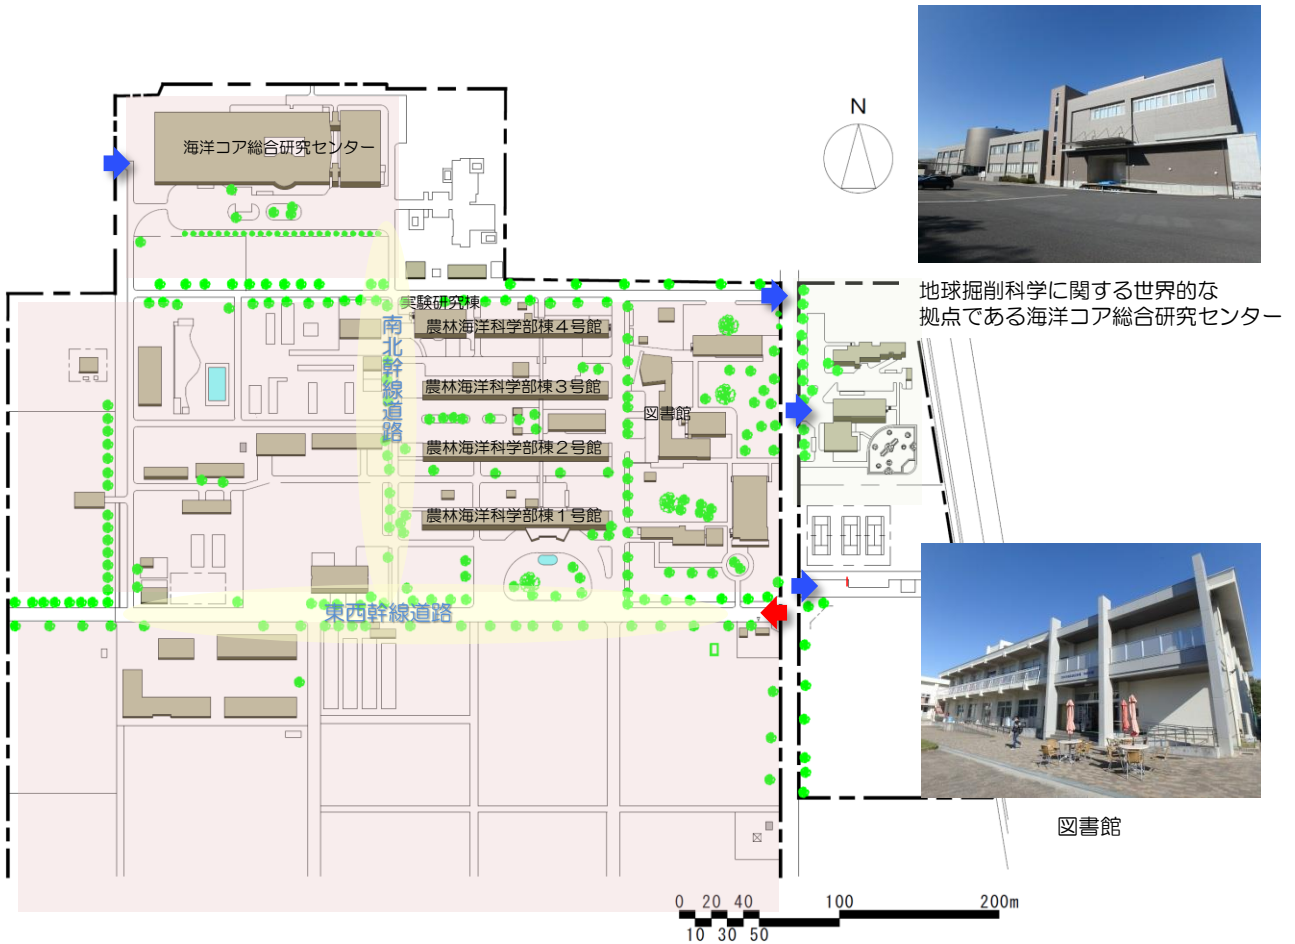 海洋コア総合研究センター
N
地球掘削科学に関する世界的な
拠点である海洋コア総合研究センター
実験研究棟
農林海洋科学部棟4号館
南北幹線道路
農林海洋科学部棟3号館
図書館
農林海洋科学部棟2号館
農林海洋科学部棟1号館
東西幹線道路
図書館
0 20 40 100 200m
10 30 50